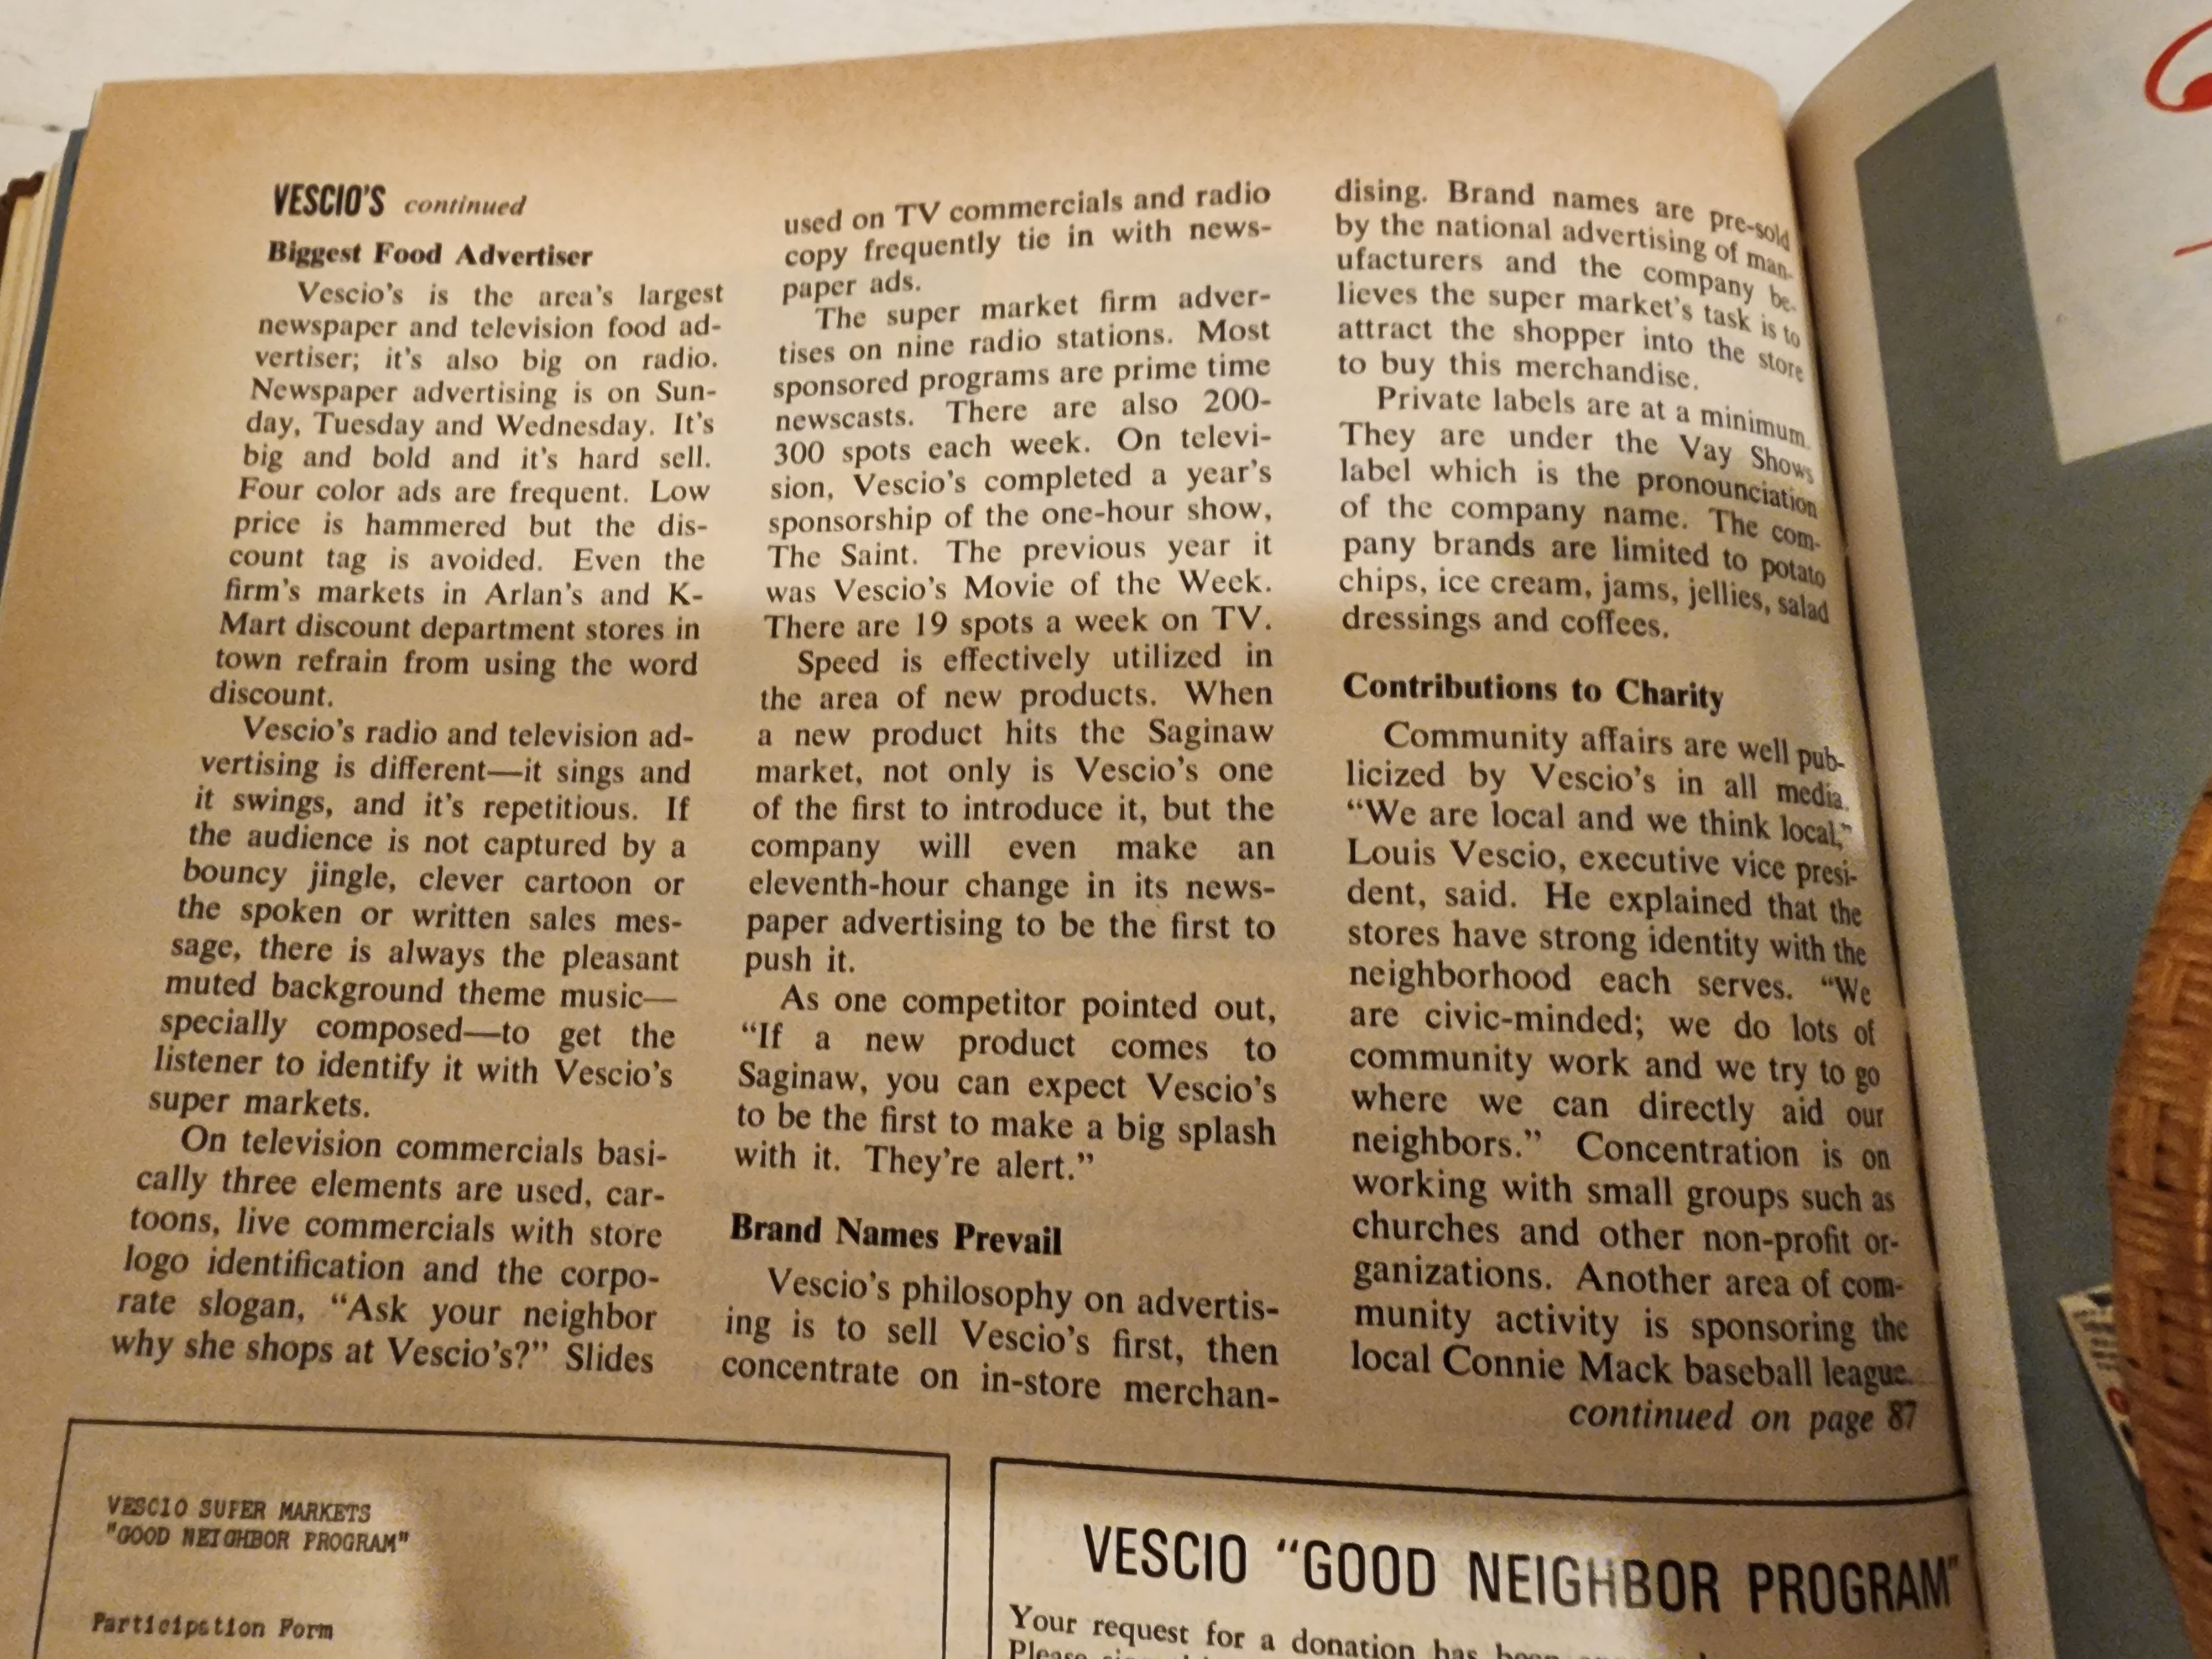 VESCIO'S continued
Biggest Food Advertiser
Vescio's is the area's largest
newspaper and television food ad-
vertiser; it's also big on radio.
Newspaper advertising is on Sun-
day, Tuesday and Wednesday. It's
big and bold and it's hard sell.
Four color ads are frequent. Low
price is hammered but the dis-
count tag is avoided. Even the
firm's markets in Arlan's and K-
Mart discount department stores in
town refrain from using the word
discount.
Vescio's radio and television ad-
vertising is different—it sings and
it swings, and it's repetitious. If
the audience is not captured by a
bouncy jingle, clever cartoon or
the spoken or written sales mes-
sage, there is always the pleasant
muted background theme music—
specially composed—to get the
listener to identify it with Vescio's
super markets.
On television commercials basi-
cally three elements are used, car-
toons, live commercials with store
logo identification and the corpo-
rate slogan, "Ask your neighbor
why she shops at Vescio's?" Slides
used on TV commercials and radio
copy frequently tie in with news-
paper ads.
The super market firm adver-
tises on nine radio stations. Most
sponsored programs are prime time
newscasts. There are also 200-
300 spots each week. On televi-
sion, Vescio's completed a year's
sponsorship of the one-hour show,
The Saint. The previous year it
was Vescio's Movie of the Week.
There are 19 spots a week on TV.
Speed is effectively utilized in
the area of new products. When
a new product hits the Saginaw
market, not only is Vescio's one
of the first to introduce it, but the
company will even make an
eleventh-hour change in its news-
paper advertising to be the first to
push it.
As one competitor pointed out,
"If a new product comes to
Saginaw, you can expect Vescio's
to be the first to make a big splash
with it. They're alert."
Brand Names Prevail
Vescio's philosophy on advertis-
ing is to sell Vescio's first, then
concentrate on in-store merchan-
dising. Brand names are pre-sold
by the national advertising of man-
ufacturers and the company be-
lieves the super market's task is to
attract the shopper into the store
to buy this merchandise.
Private labels are at a minimum.
They are under the Vay Shows
label which is the pronounciation
of the company name. The com-
pany brands are limited to potato
chips, ice cream, jams, jellies, salad
dressings and coffees.
Contributions to Charity
Community affairs are well pub-
licized by Vescio's in all media.
"We are local and we think local,"
Louis Vescio, executive vice presi-
dent, said. He explained that the
stores have strong identity with the
neighborhood each serves. "We
are civic-minded; we do lots of
community work and we try to go
where we can directly aid our
neighbors." Concentration is on
working with small groups such as
churches and other non-profit or-
ganizations. Another area of com-
munity activity is sponsoring the
local Connie Mack baseball league.
continued on page 87
VESCIO SUPER MARKETS
"GOOD NEIGHBOR PROGRAM"
Participation Form
VESCIO "GOOD NEIGHBOR PROGRAM"
Your request for a donation has been
Please